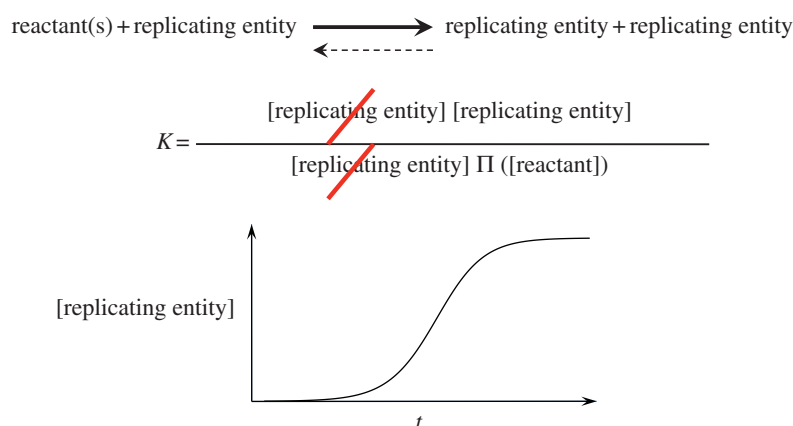 reactant(s) + replicating entity replicating entity + replicating entity
[replicating entity] [replicating entity]
K =
[replicating entity] Π ([reactant])
[replicating entity]
t